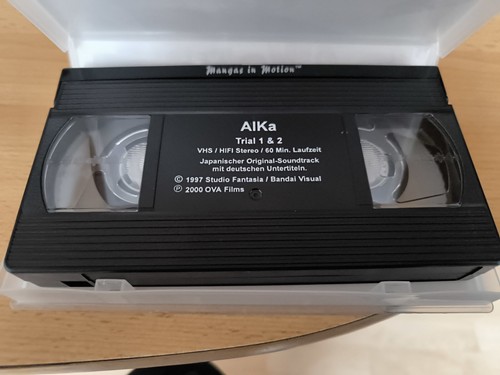 Mangas in Motion™
AIKa
Trial 1 & 2
VHS / HIFI Stereo / 60 Min. Laufzeit
Japanischer Original-Soundtrack
mit deutschen Untertiteln.
© 1997 Studio Fantasia / Bandai Visual
℗ 2000 OVA Films